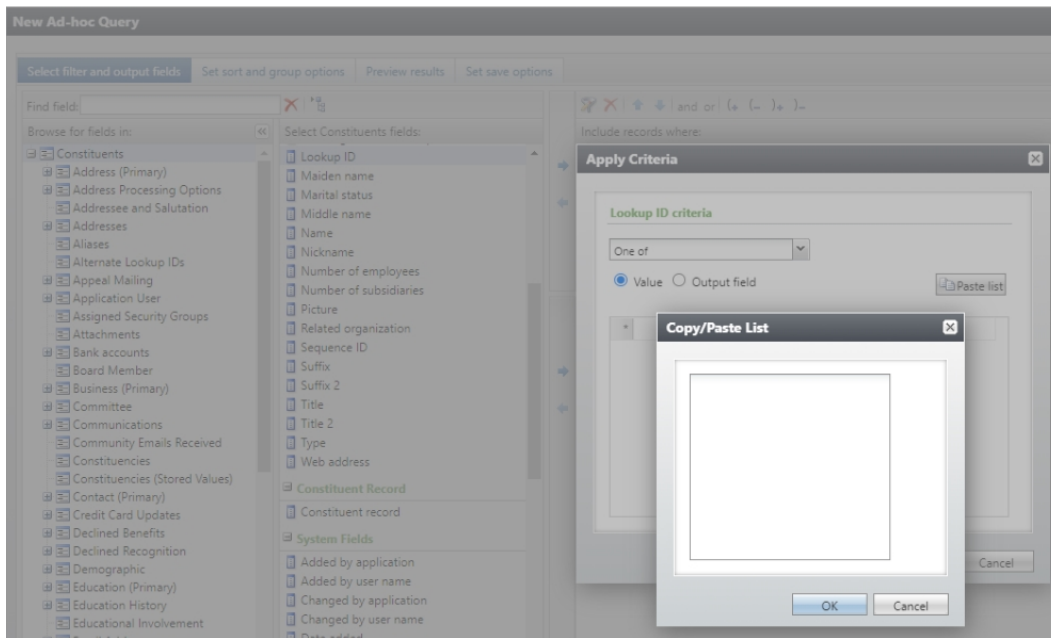 New Ad-hoc Query
Select filter and output fields
Set sort and group options
Preview results
Set save options
Find field:
and or (+ (− )+ )−
Browse for fields in:
Select Constituents fields:
Include records where:
Constituents
Address (Primary)
Address Processing Options
Addressee and Salutation
Addresses
Aliases
Alternate Lookup IDs
Appeal Mailing
Application User
Assigned Security Groups
Attachments
Bank accounts
Board Member
Business (Primary)
Committee
Communications
Community Emails Received
Constituencies
Constituencies (Stored Values)
Contact (Primary)
Credit Card Updates
Declined Benefits
Declined Recognition
Demographic
Education (Primary)
Education History
Educational Involvement
Lookup ID
Maiden name
Marital status
Middle name
Name
Nickname
Number of employees
Number of subsidiaries
Picture
Related organization
Sequence ID
Suffix
Suffix 2
Title
Title 2
Type
Web address
Constituent Record
Constituent record
System Fields
Added by application
Added by user name
Changed by application
Changed by user name
Date added
Apply Criteria
Lookup ID criteria
One of
Value
Output field
Paste list
*
Cancel
Copy/Paste List
OK
Cancel